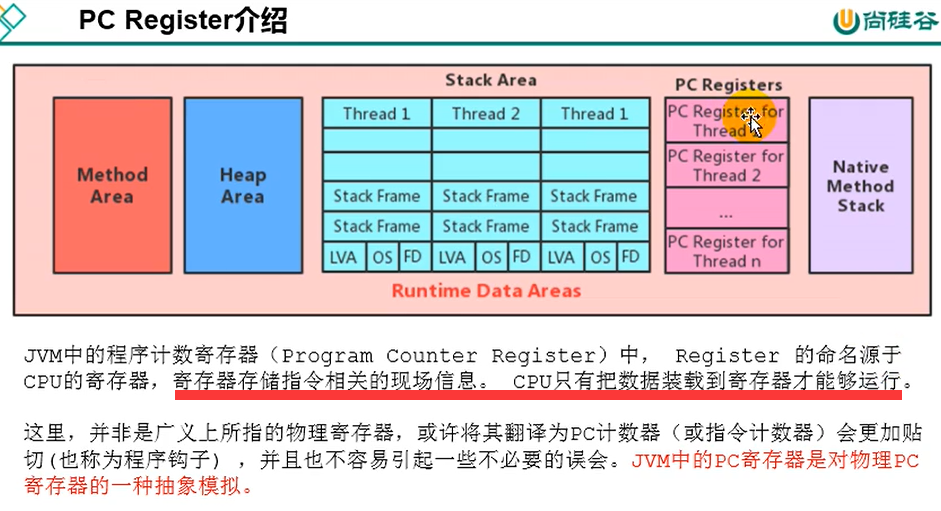 PC Register介绍
尚硅谷
Stack Area
PC Registers
Method
Area
Heap
Area
Thread 1
Thread 2
Thread 1
Stack Frame
Stack Frame
Stack Frame
Stack Frame
Stack Frame
Stack Frame
LVA
OS
FD
LVA
OS
FD
LVA
OS
FD
PC Register for
Thread
PC Register for
Thread 2
...
PC Register for
Thread n
Native
Method
Stack
Runtime Data Areas
JVM中的程序计数寄存器（Program Counter Register）中， Register 的命名源于
CPU的寄存器，寄存器存储指令相关的现场信息。 CPU只有把数据装载到寄存器才能够运行。
这里，并非是广义上所指的物理寄存器，或许将其翻译为PC计数器（或指令计数器）会更加贴
切(也称为程序钩子) ，并且也不容易引起一些不必要的误会。JVM中的PC寄存器是对物理PC
寄存器的一种抽象模拟。